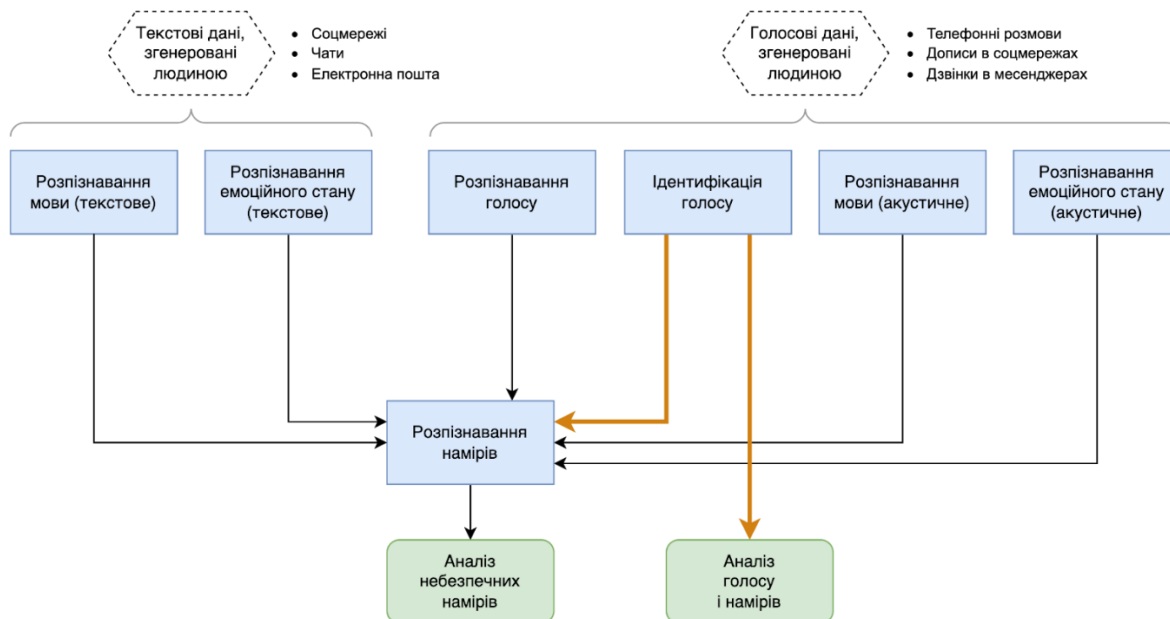 Текстові дані,
згенеровані
людиною
Соцмережі
Чати
Електронна пошта
Голосові дані,
згенеровані
людиною
Телефонні розмови
Дописи в соцмережах
Дзвінки в месенджерах
Розпізнавання
мови (текстове)
Розпізнавання
емоційного стану
(текстове)
Розпізнавання
голосу
Ідентифікація
голосу
Розпізнавання
мови (акустичне)
Розпізнавання
емоційного стану
(акустичне)
Розпізнавання
намірів
Аналіз
небезпечних
намірів
Аналіз
голосу
і намірів